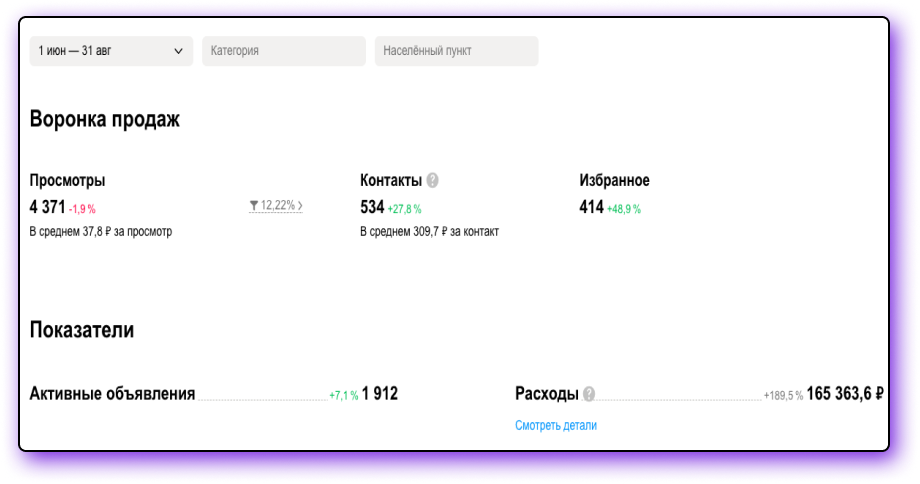 1 июн — 31 авг Категория Населённый пункт
Воронка продаж
Просмотры Контакты ? Избранное
4 371 -1,9 % 12,22% > 534 +27,8 % 414 +48,9 %
В среднем 37,8 ₽ за просмотр В среднем 309,7 ₽ за контакт
Показатели
Активные объявления +7,1 % 1 912 Расходы ? +189,5 % 165 363,6 ₽
Смотреть детали